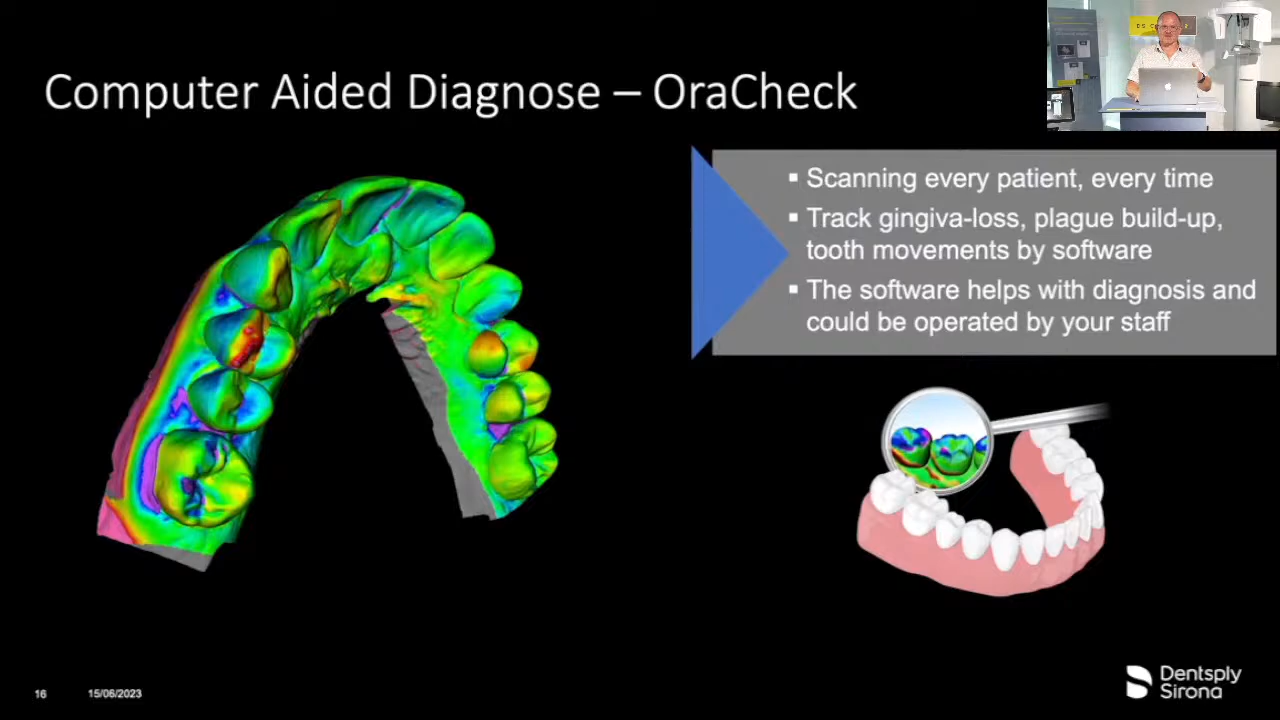 Computer Aided Diagnose – OraCheck
▪ Scanning every patient, every time
▪ Track gingiva-loss, plague build-up,
tooth movements by software
▪ The software helps with diagnosis and
could be operated by your staff
16
15/06/2023
Dentsply
Sirona